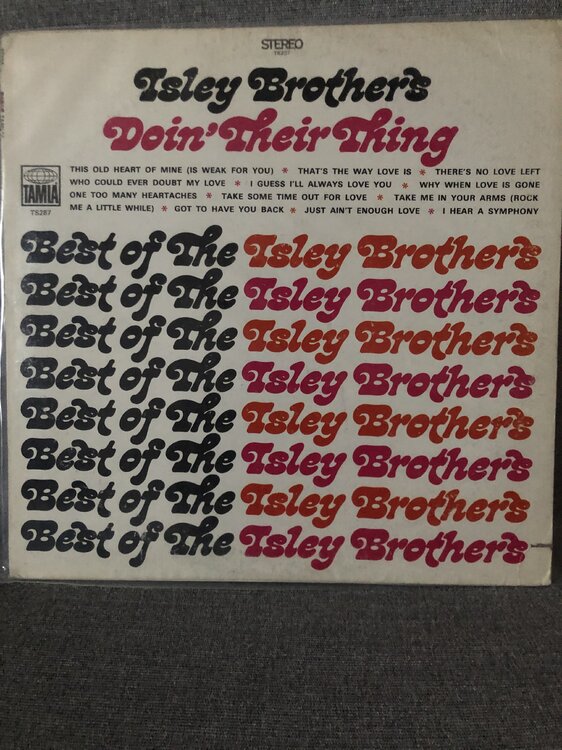 STEREO
TS287
Isley Brothers
Doin' Their Thing
THIS OLD HEART OF MINE (IS WEAK FOR YOU) * THAT'S THE WAY LOVE IS * THERE'S NO LOVE LEFT
WHO COULD EVER DOUBT MY LOVE * I GUESS I'LL ALWAYS LOVE YOU * WHY WHEN LOVE IS GONE
ONE TOO MANY HEARTACHES * TAKE SOME TIME OUT FOR LOVE * TAKE ME IN YOUR ARMS (ROCK
ME A LITTLE WHILE) * GOT TO HAVE YOU BACK * JUST AIN'T ENOUGH LOVE * I HEAR A SYMPHONY
TAMLA
TS287
Best of The Isley Brothers
Best of The Isley Brothers
Best of The Isley Brothers
Best of The Isley Brothers
Best of The Isley Brothers
Best of The Isley Brothers
Best of The Isley Brothers
Best of The Isley Brothers